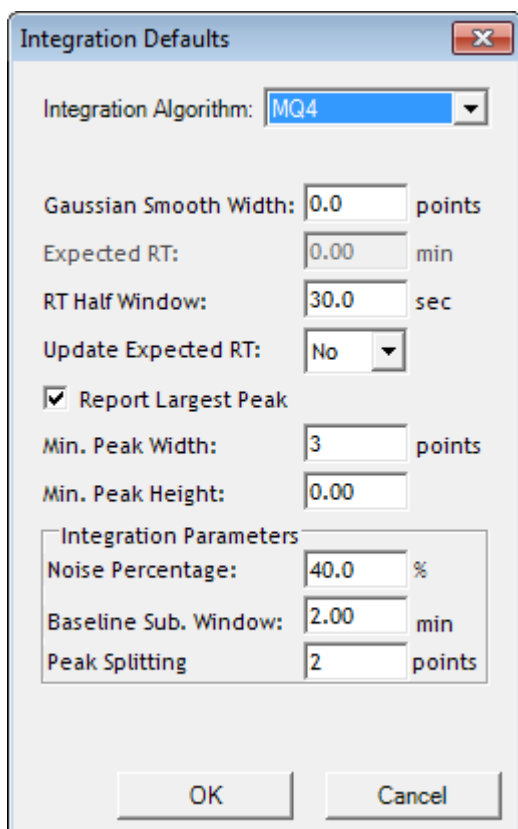 Integration Defaults
Integration Algorithm: MQ4
Gaussian Smooth Width: 0.0 points
Expected RT: 0.00 min
RT Half Window: 30.0 sec
Update Expected RT: No
Report Largest Peak
Min. Peak Width: 3 points
Min. Peak Height: 0.00
Integration Parameters
Noise Percentage: 40.0 %
Baseline Sub. Window: 2.00 min
Peak Splitting 2 points
OK Cancel